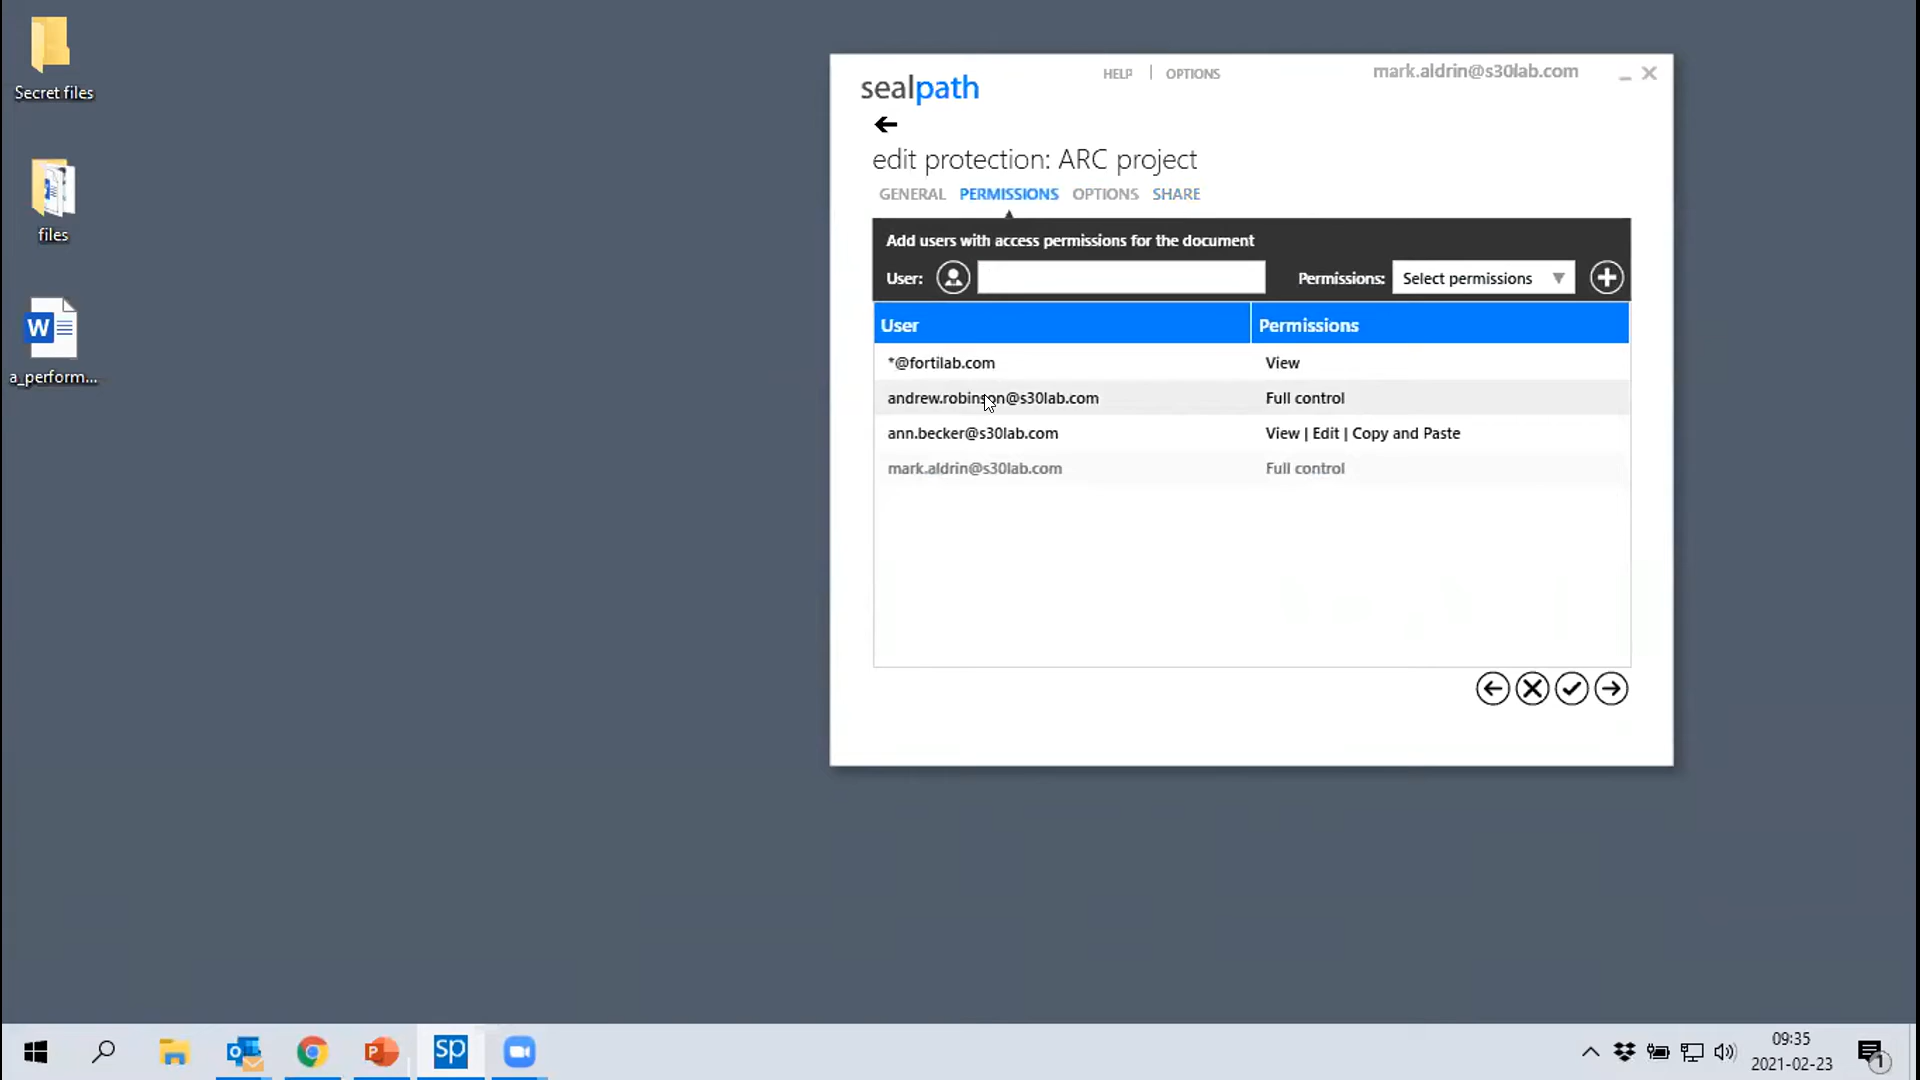 Secret files
files
W
a_perform...
sealpath
HELP | OPTIONS
mark.aldrin@s30lab.com
edit protection: ARC project
GENERAL PERMISSIONS OPTIONS SHARE
Add users with access permissions for the document
User: Permissions: Select permissions
User Permissions
*@fortilab.com View
andrew.robinson@s30lab.com Full control
ann.becker@s30lab.com View | Edit | Copy and Paste
mark.aldrin@s30lab.com Full control
P
sp
09:35
2021-02-23
1